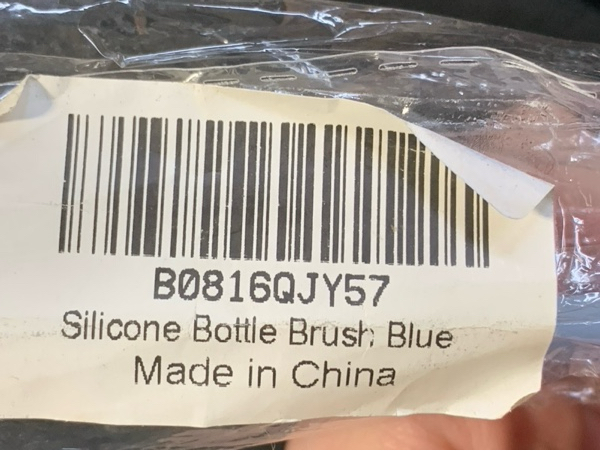 B0816QJY57
Silicone Bottle Brush Blue
Made in China